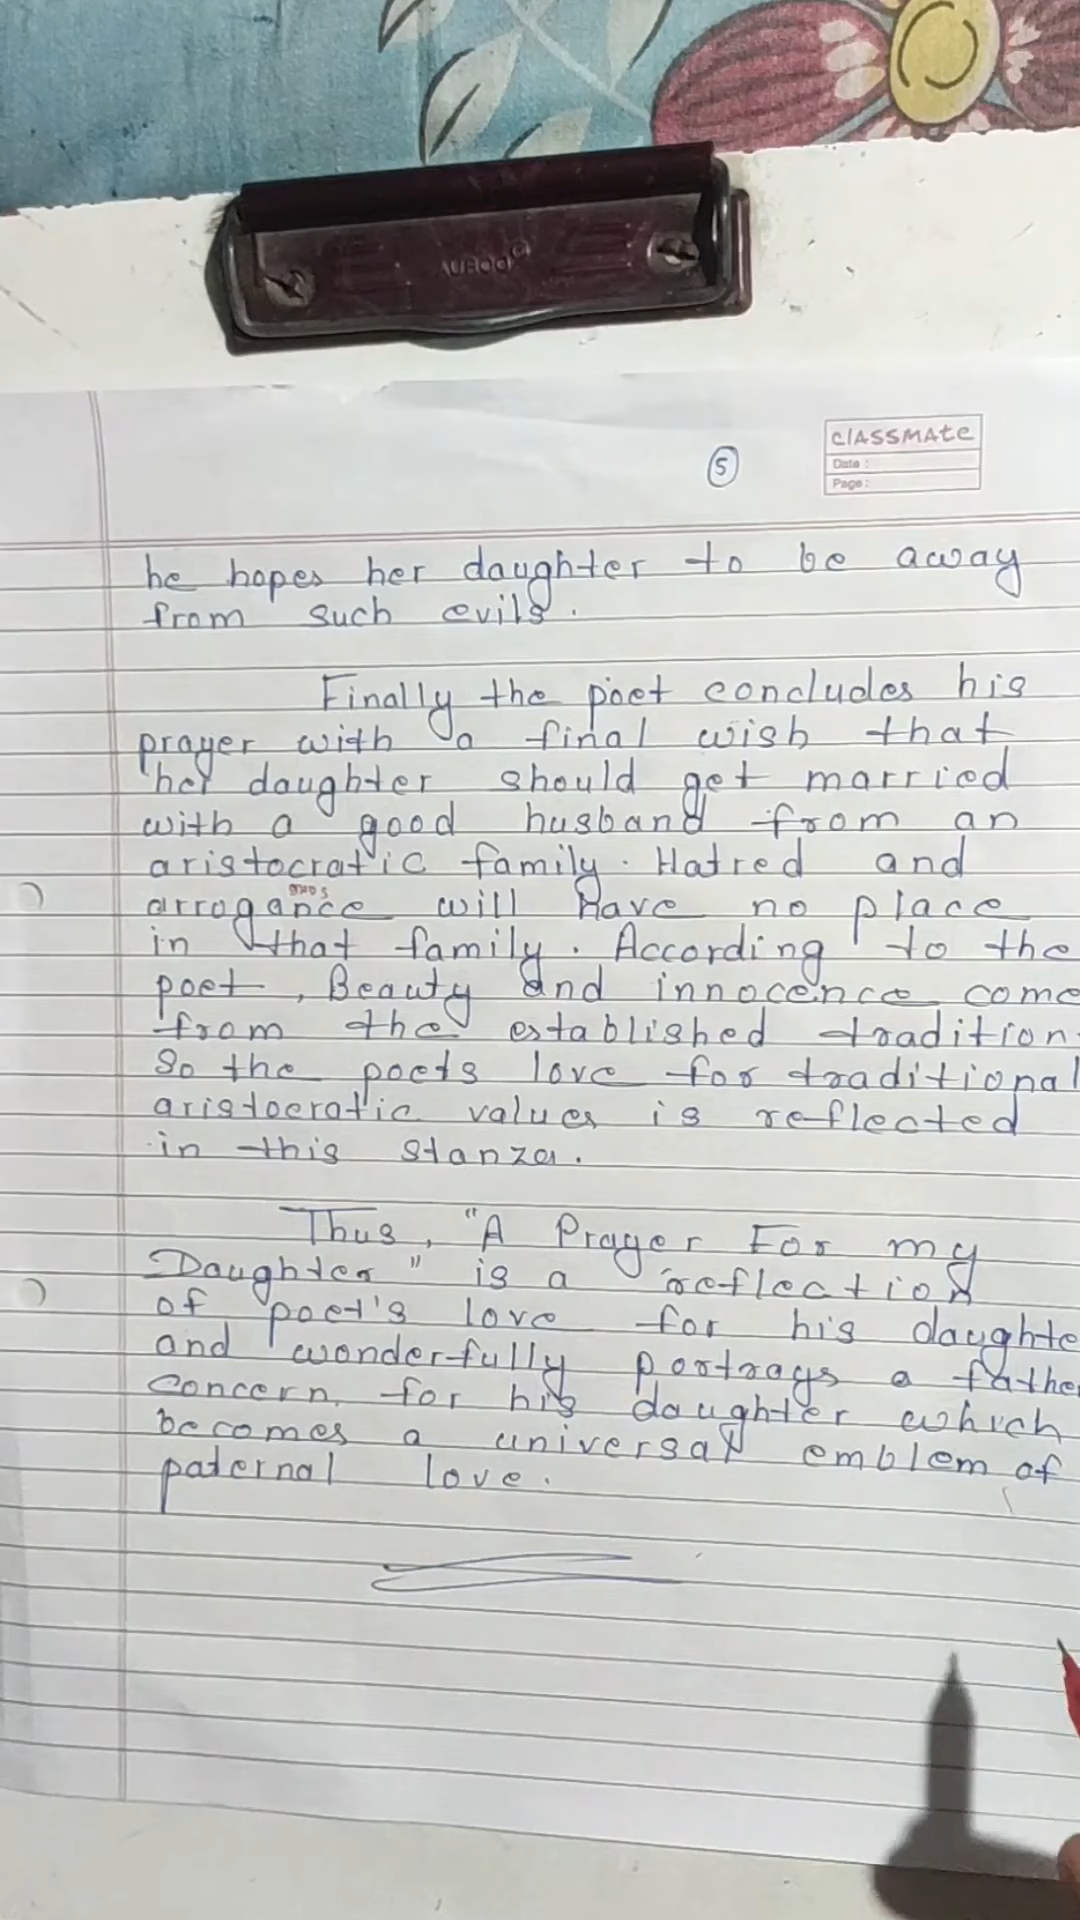 AUROD
5
CLASSMATE
Date :
Page :
he hopes her daughter to be away
from such evils.
Finally the poet concludes his
prayer with a final wish that
her daughter should get married
with a good husband from an
aristocratic family. Hatred and
arrogance will have no place
in that family. According to the
poet, Beauty and innocence come
from the established tradition
So the poets love for traditional
aristocratic values is reflected
in this stanza.
Thus, "A Prayer For my
Daughter" is a reflection
of poet's love for his daughte
and wonderfully portrays a fathe
concern for his daughter which
becomes a universal emblem of
paternal love.